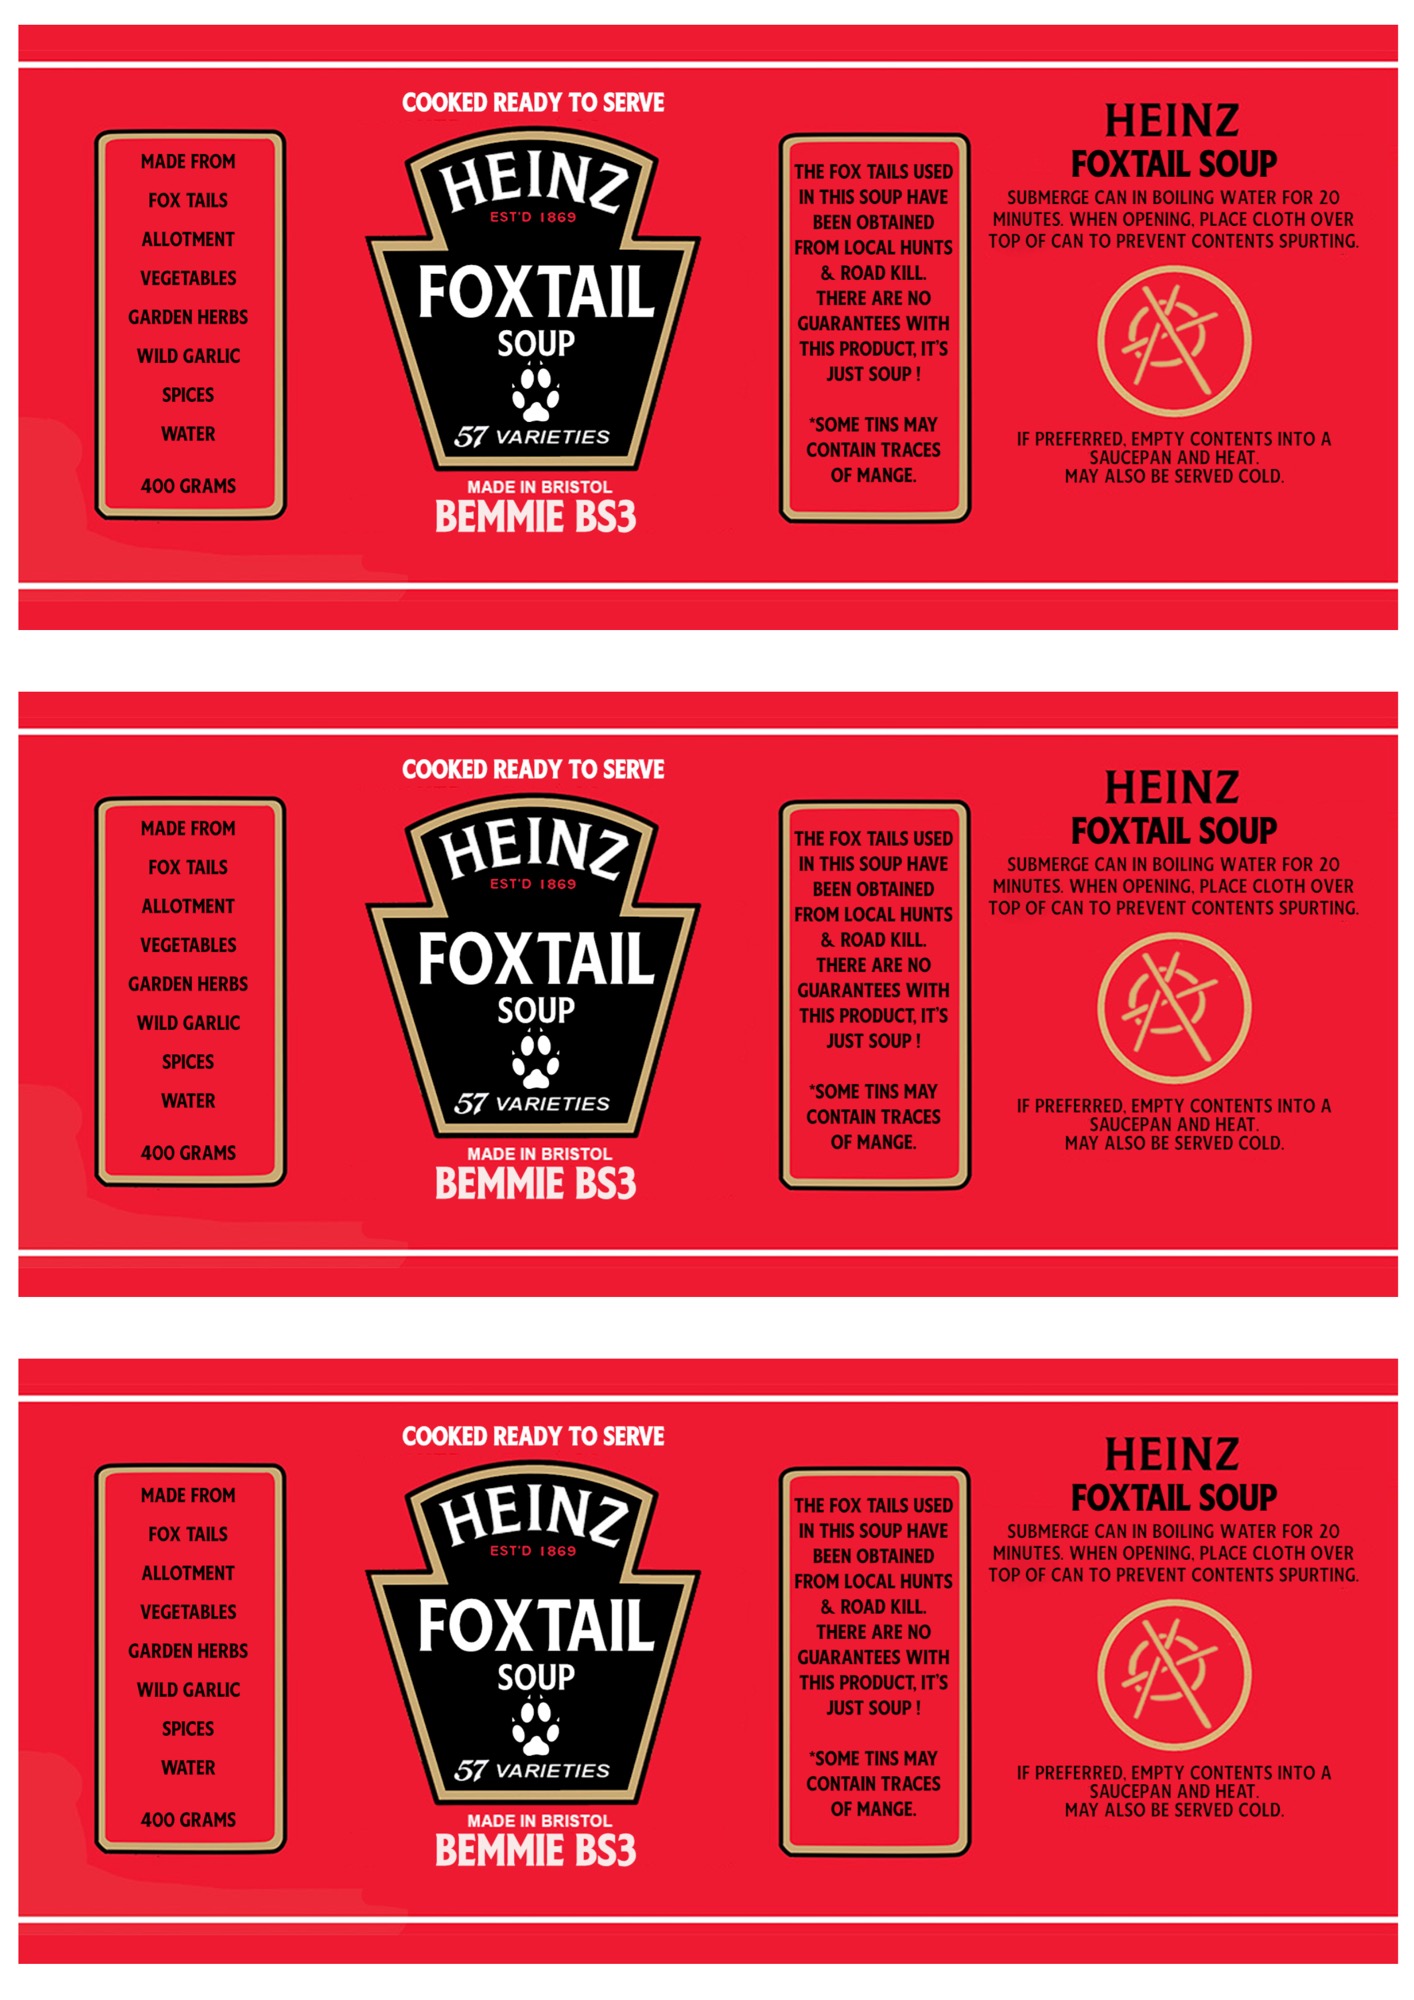 COOKED READY TO SERVE
MADE FROM
FOX TAILS
ALLOTMENT
VEGETABLES
GARDEN HERBS
WILD GARLIC
SPICES
WATER
400 GRAMS
HEINZ
EST'D 1869
FOXTAIL
SOUP
57 VARIETIES
MADE IN BRISTOL
BEMMIE BS3
THE FOX TAILS USED
IN THIS SOUP HAVE
BEEN OBTAINED
FROM LOCAL HUNTS
& ROAD KILL.
THERE ARE NO
GUARANTEES WITH
THIS PRODUCT, IT'S
JUST SOUP !
*SOME TINS MAY
CONTAIN TRACES
OF MANGE.
HEINZ
FOXTAIL SOUP
SUBMERGE CAN IN BOILING WATER FOR 20
MINUTES. WHEN OPENING, PLACE CLOTH OVER
TOP OF CAN TO PREVENT CONTENTS SPURTING.
IF PREFERRED, EMPTY CONTENTS INTO A
SAUCEPAN AND HEAT.
MAY ALSO BE SERVED COLD.
COOKED READY TO SERVE
MADE FROM
FOX TAILS
ALLOTMENT
VEGETABLES
GARDEN HERBS
WILD GARLIC
SPICES
WATER
400 GRAMS
HEINZ
EST'D 1869
FOXTAIL
SOUP
57 VARIETIES
MADE IN BRISTOL
BEMMIE BS3
THE FOX TAILS USED
IN THIS SOUP HAVE
BEEN OBTAINED
FROM LOCAL HUNTS
& ROAD KILL.
THERE ARE NO
GUARANTEES WITH
THIS PRODUCT, IT'S
JUST SOUP !
*SOME TINS MAY
CONTAIN TRACES
OF MANGE.
HEINZ
FOXTAIL SOUP
SUBMERGE CAN IN BOILING WATER FOR 20
MINUTES. WHEN OPENING, PLACE CLOTH OVER
TOP OF CAN TO PREVENT CONTENTS SPURTING.
IF PREFERRED, EMPTY CONTENTS INTO A
SAUCEPAN AND HEAT.
MAY ALSO BE SERVED COLD.
COOKED READY TO SERVE
MADE FROM
FOX TAILS
ALLOTMENT
VEGETABLES
GARDEN HERBS
WILD GARLIC
SPICES
WATER
400 GRAMS
HEINZ
EST'D 1869
FOXTAIL
SOUP
57 VARIETIES
MADE IN BRISTOL
BEMMIE BS3
THE FOX TAILS USED
IN THIS SOUP HAVE
BEEN OBTAINED
FROM LOCAL HUNTS
& ROAD KILL.
THERE ARE NO
GUARANTEES WITH
THIS PRODUCT, IT'S
JUST SOUP !
*SOME TINS MAY
CONTAIN TRACES
OF MANGE.
HEINZ
FOXTAIL SOUP
SUBMERGE CAN IN BOILING WATER FOR 20
MINUTES. WHEN OPENING, PLACE CLOTH OVER
TOP OF CAN TO PREVENT CONTENTS SPURTING.
IF PREFERRED, EMPTY CONTENTS INTO A
SAUCEPAN AND HEAT.
MAY ALSO BE SERVED COLD.